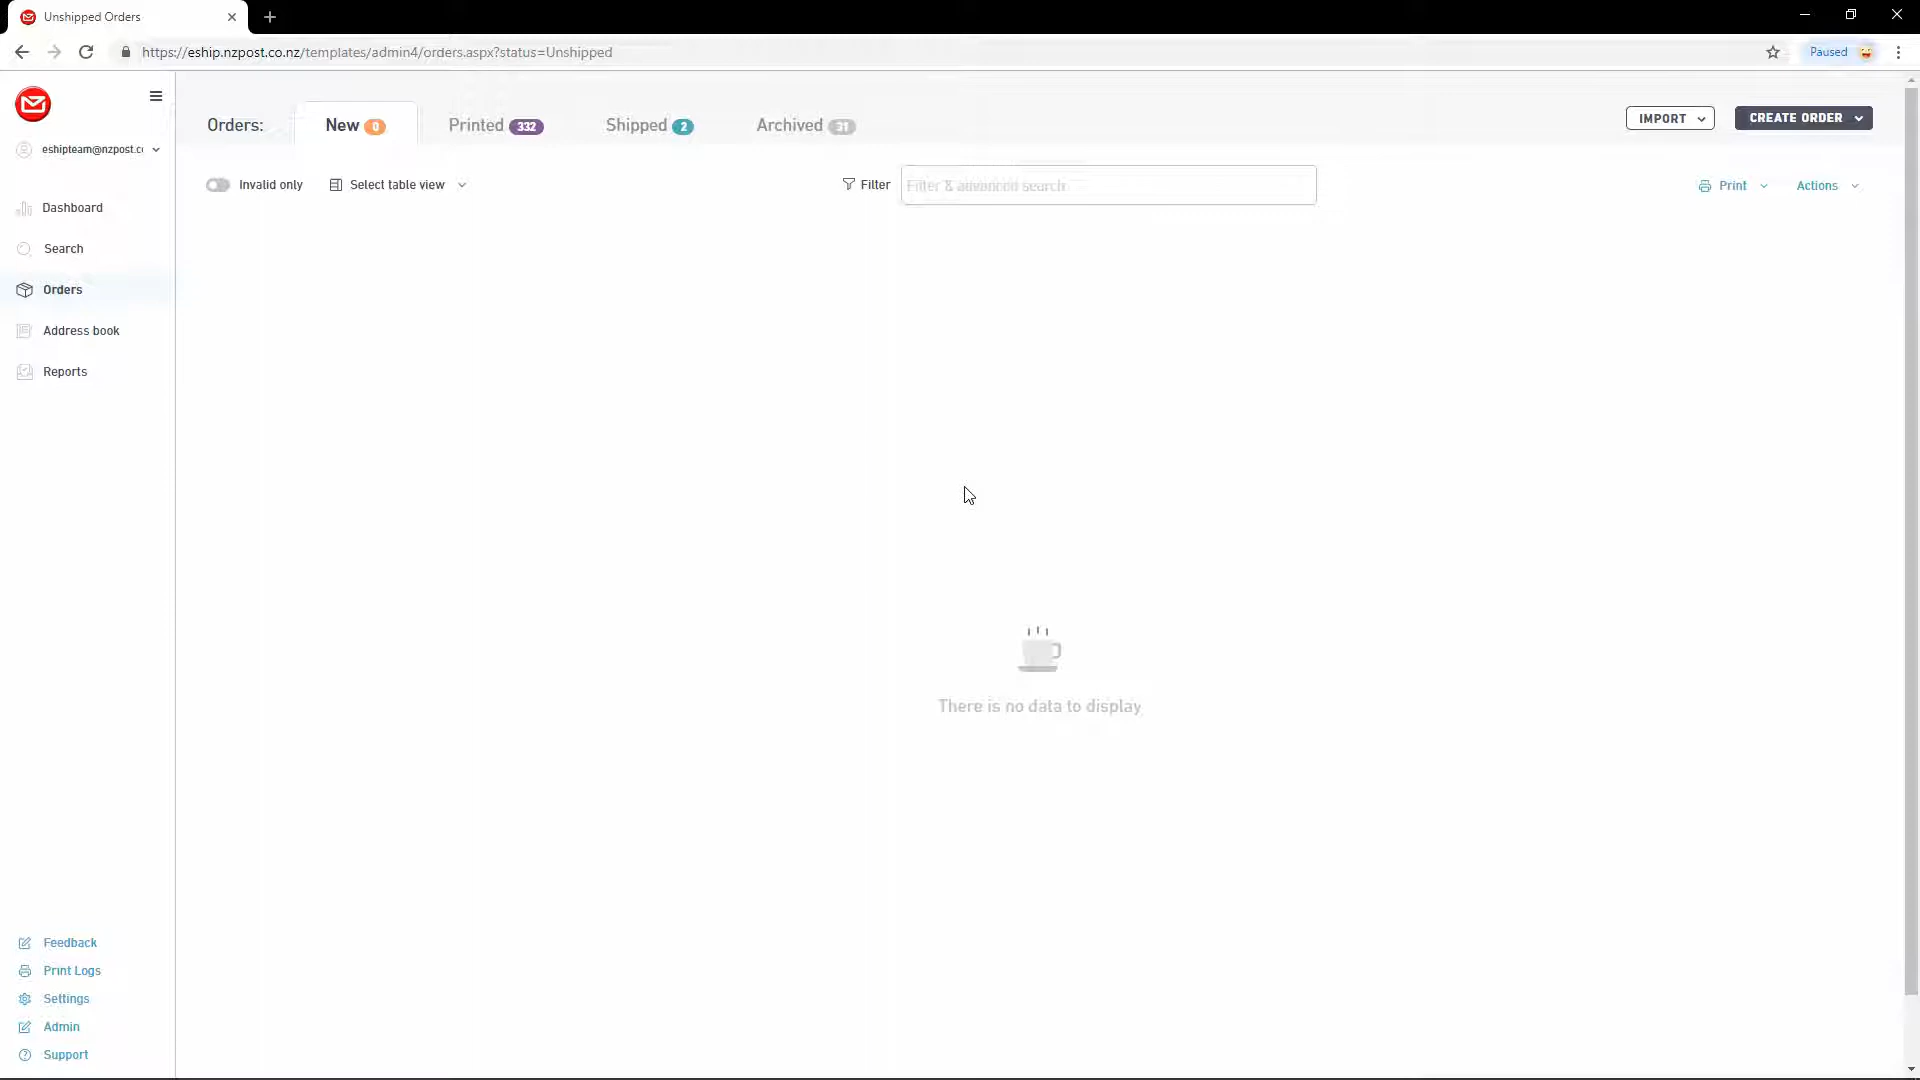 Unshipped Orders
https://eship.nzpost.co.nz/templates/admin4/orders.aspx?status=Unshipped
Paused
Orders:
New 0
Printed 332
Shipped 2
Archived 31
IMPORT
CREATE ORDER
eshipteam@nzpost.c
Invalid only
Select table view
Filter
Filter & advanced search
Print
Actions
Dashboard
Search
Orders
Address book
Reports
There is no data to display
Feedback
Print Logs
Settings
Admin
Support